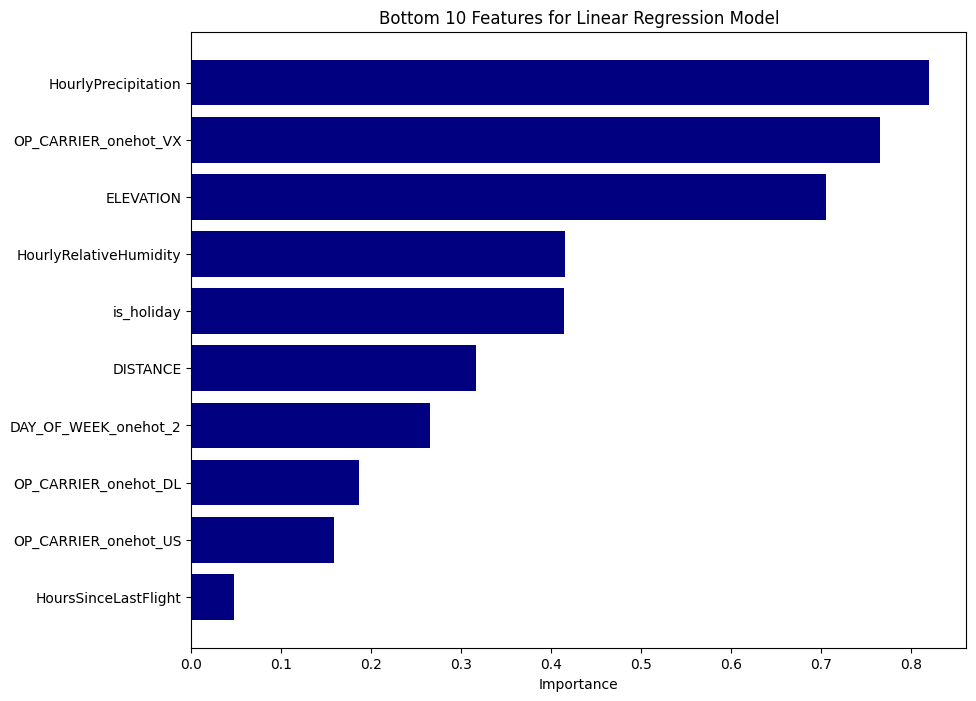 Bottom 10 Features for Linear Regression Model
HourlyPrecipitation
OP_CARRIER_onehot_VX
ELEVATION
HourlyRelativeHumidity
is_holiday
DISTANCE
DAY_OF_WEEK_onehot_2
OP_CARRIER_onehot_DL
OP_CARRIER_onehot_US
HoursSinceLastFlight
0.0 0.1 0.2 0.3 0.4 0.5 0.6 0.7 0.8
Importance